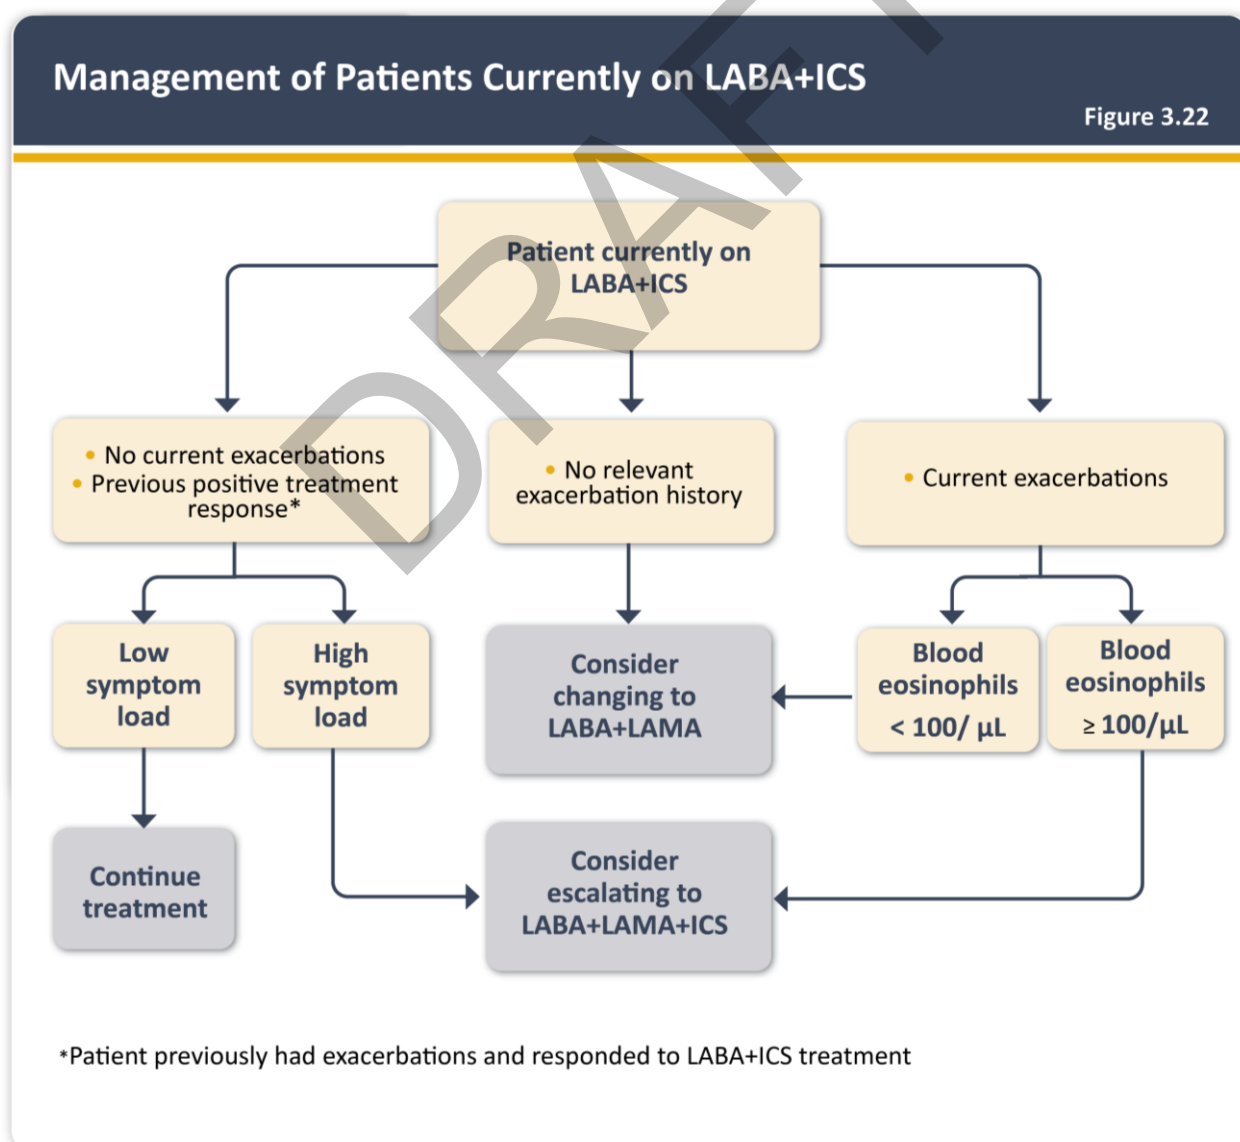 Management of Patients Currently on LABA+ICS
Figure 3.22
DRAFT
Patient currently on
LABA+ICS
• No current exacerbations
• Previous positive treatment
response*
• No relevant
exacerbation history
• Current exacerbations
Low
symptom
load
High
symptom
load
Consider
changing to
LABA+LAMA
Blood
eosinophils
< 100/ µL
Blood
eosinophils
≥ 100/µL
Continue
treatment
Consider
escalating to
LABA+LAMA+ICS
*Patient previously had exacerbations and responded to LABA+ICS treatment